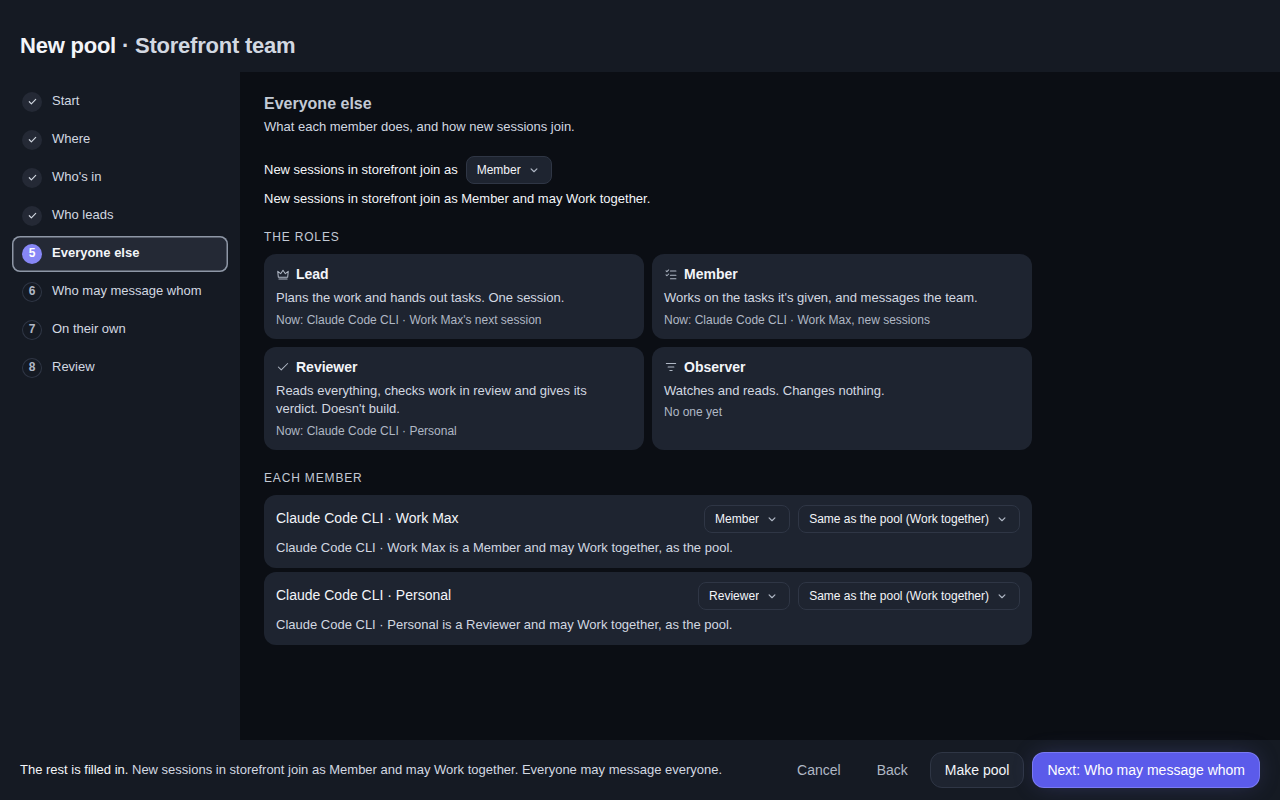 New pool · Storefront team
Start
Where
Who's in
Who leads
5 Everyone else
6 Who may message whom
7 On their own
8 Review
Everyone else
What each member does, and how new sessions join.
New sessions in storefront join as Member
New sessions in storefront join as Member and may Work together.
THE ROLES
Lead
Plans the work and hands out tasks. One session.
Now: Claude Code CLI · Work Max's next session
Member
Works on the tasks it's given, and messages the team.
Now: Claude Code CLI · Work Max, new sessions
Reviewer
Reads everything, checks work in review and gives its
verdict. Doesn't build.
Now: Claude Code CLI · Personal
Observer
Watches and reads. Changes nothing.
No one yet
EACH MEMBER
Claude Code CLI · Work Max Member Same as the pool (Work together)
Claude Code CLI · Work Max is a Member and may Work together, as the pool.
Claude Code CLI · Personal Reviewer Same as the pool (Work together)
Claude Code CLI · Personal is a Reviewer and may Work together, as the pool.
The rest is filled in. New sessions in storefront join as Member and may Work together. Everyone may message everyone. Cancel Back Make pool Next: Who may message whom